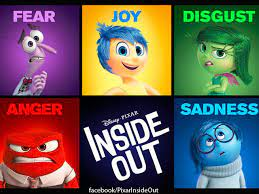 FEAR
JOY
DISGUST
ANGER
SADNESS
DISNEY · PIXAR
INSIDE
OUT
facebook/PixarInsideOut